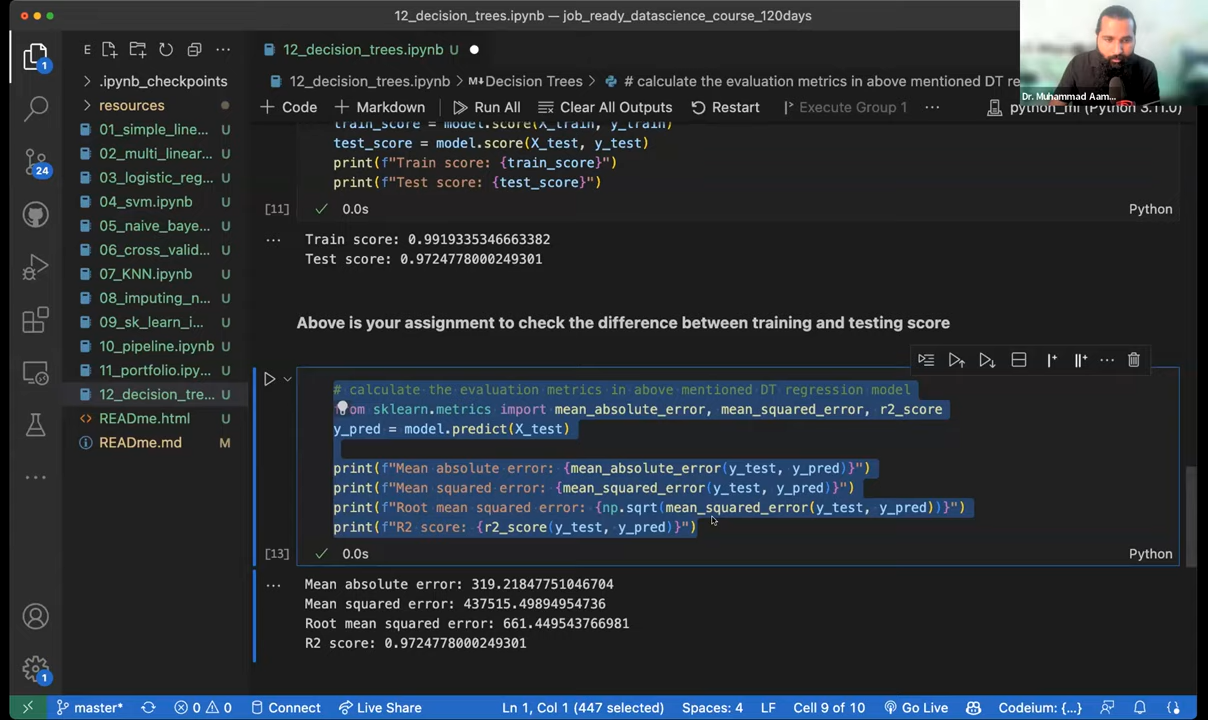 12_decision_trees.ipynb — job_ready_datascience_course_120days
Dr. Muhammad Aam...
E
12_decision_trees.ipynb U
12_decision_trees.ipynb > M↓ Decision Trees > # calculate the evaluation metrics in above mentioned DT re
+ Code + Markdown Run All Clear All Outputs Restart Execute Group 1 ... python_ml (Python 3.11.0)
.ipynb_checkpoints
resources
01_simple_line... U
02_multi_linear... U
03_logistic_reg... U
04_svm.ipynb U
05_naive_baye... U
06_cross_valid... U
07_KNN.ipynb U
08_imputing_n... U
09_sk_learn_i... U
10_pipeline.ipynb U
11_portfolio.ipy... U
12_decision_tre... U
READme.html U
READme.md M
1
24
1
train_score = model.score(X_train, y_train)
test_score = model.score(X_test, y_test)
print(f"Train score: {train_score}")
print(f"Test score: {test_score}")
[11] 0.0s Python
... Train score: 0.9919335346663382
Test score: 0.9724778000249301
Above is your assignment to check the difference between training and testing score
# calculate the evaluation metrics in above mentioned DT regression model
from sklearn.metrics import mean_absolute_error, mean_squared_error, r2_score
y_pred = model.predict(X_test)
print(f"Mean absolute error: {mean_absolute_error(y_test, y_pred)}")
print(f"Mean squared error: {mean_squared_error(y_test, y_pred)}")
print(f"Root mean squared error: {np.sqrt(mean_squared_error(y_test, y_pred))}")
print(f"R2 score: {r2_score(y_test, y_pred)}")
[13] 0.0s Python
... Mean absolute error: 319.21847751046704
Mean squared error: 437515.49894954736
Root mean squared error: 661.449543766981
R2 score: 0.9724778000249301
master* 0 0 Connect Live Share Ln 1, Col 1 (447 selected) Spaces: 4 LF Cell 9 of 10 Go Live Codeium: {...}